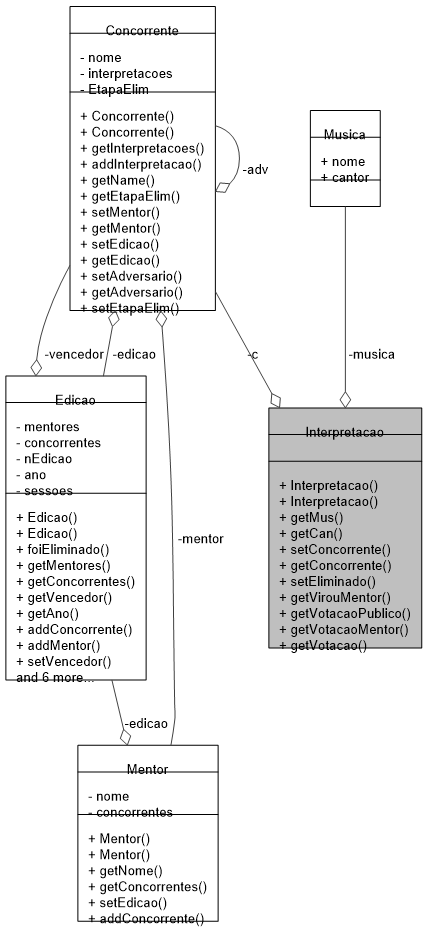 Concorrente
- nome
- interpretacoes
- EtapaElim
+ Concorrente()
+ Concorrente()
+ getInterpretacoes()
+ addInterpretacao()
+ getName()
+ getEtapaElim()
+ setMentor()
+ getMentor()
+ setEdicao()
+ getEdicao()
+ setAdversario()
+ getAdversario()
+ setEtapaElim()
-adv
Musica
+ nome
+ cantor
-vencedor
-edicao
-c
-musica
Edicao
- mentores
- concorrentes
- nEdicao
- ano
- sessoes
+ Edicao()
+ Edicao()
+ foiEliminado()
+ getMentores()
+ getConcorrentes()
+ getVencedor()
+ getAno()
+ addConcorrente()
+ addMentor()
+ setVencedor()
and 6 more...
-mentor
Interpretacao
+ Interpretacao()
+ Interpretacao()
+ getMus()
+ getCan()
+ setConcorrente()
+ getConcorrente()
+ setEliminado()
+ getVirouMentor()
+ getVotacaoPublico()
+ getVotacaoMentor()
+ getVotacao()
-edicao
Mentor
- nome
- concorrentes
+ Mentor()
+ Mentor()
+ getNome()
+ getConcorrentes()
+ setEdicao()
+ addConcorrente()